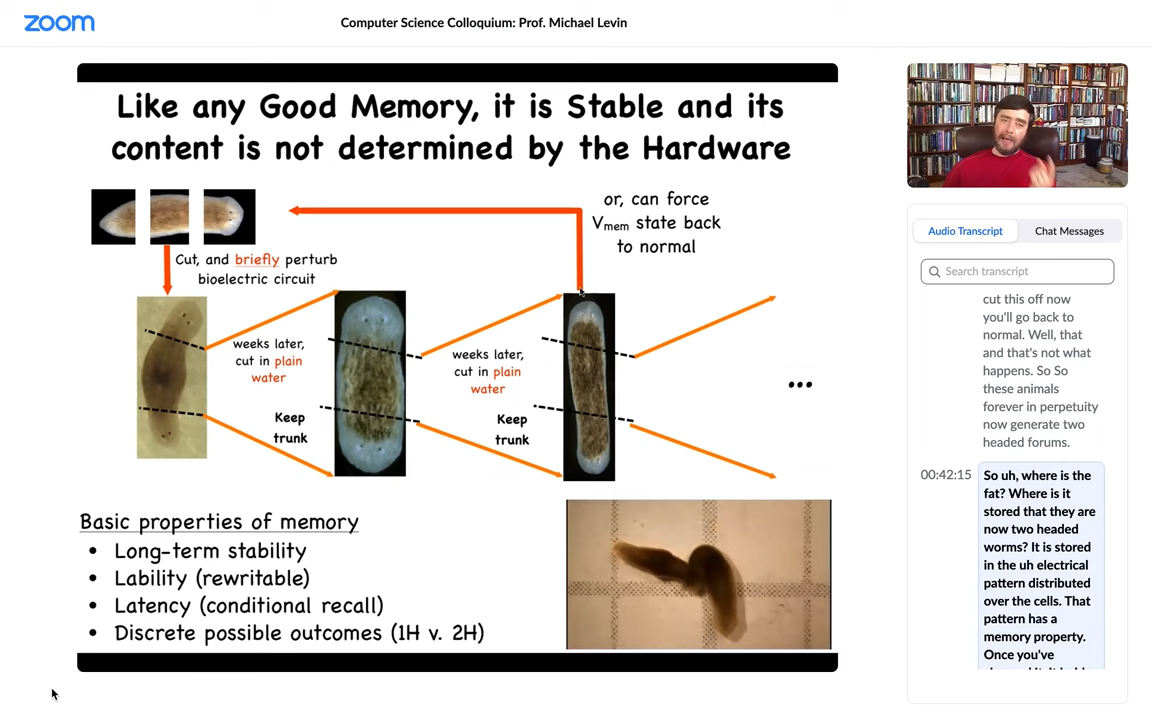 zoom
Computer Science Colloquium: Prof. Michael Levin
Like any Good Memory, it is Stable and its
content is not determined by the Hardware
or, can force
Vmem state back
to normal
Cut, and briefly perturb
bioelectric circuit
weeks later,
cut in plain
water
Keep
trunk
weeks later,
cut in plain
water
Keep
trunk
...
Basic properties of memory
• Long-term stability
• Lability (rewritable)
• Latency (conditional recall)
• Discrete possible outcomes (1H v. 2H)
Audio Transcript
Chat Messages
Search transcript
cut this off now
you'll go back to
normal. Well, that
and that's not what
happens. So So
these animals
forever in perpetuity
now generate two
headed forums.
00:42:15
So uh, where is the
fat? Where is it
stored that they are
now two headed
worms? It is stored
in the uh electrical
pattern distributed
over the cells. That
pattern has a
memory property.
Once you've